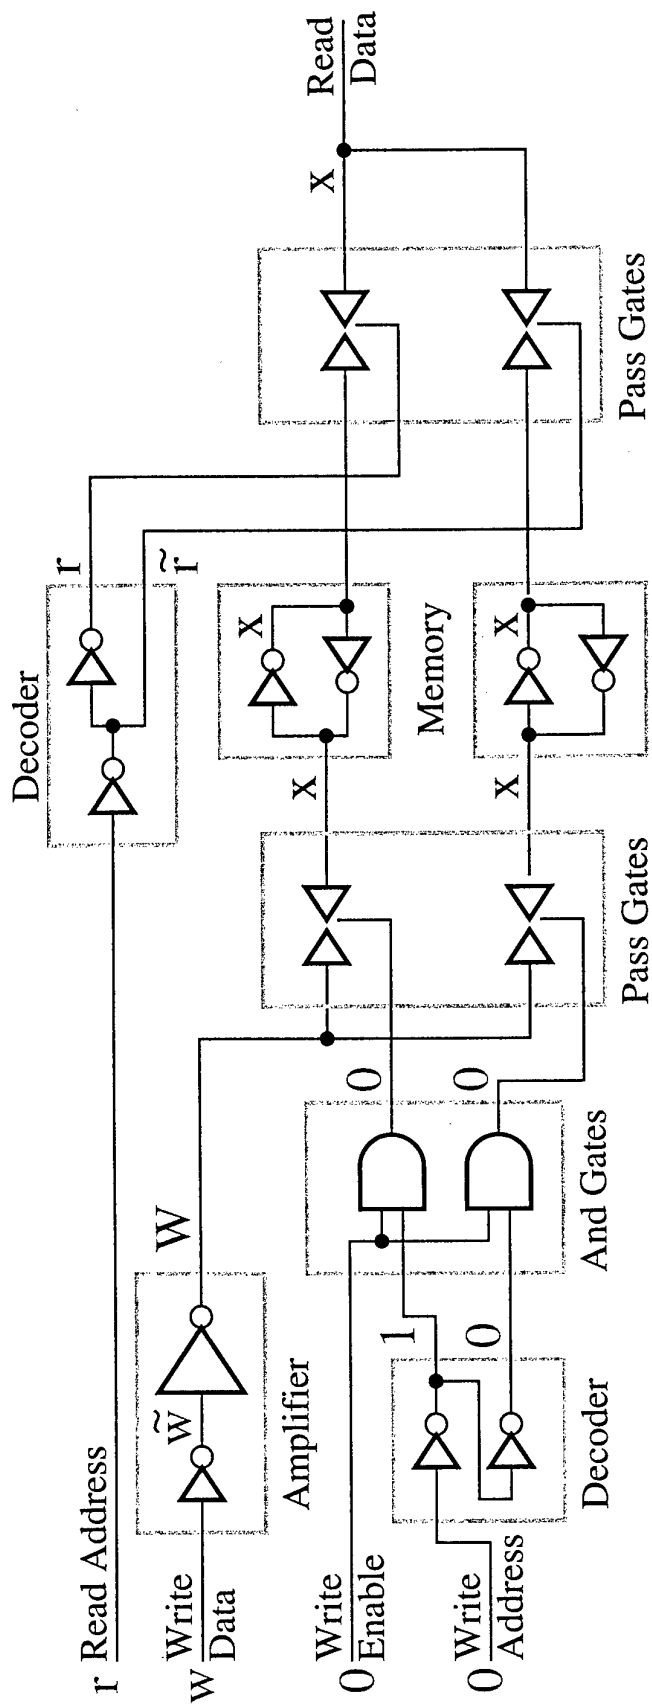 r Read Address
Decoder
r
r̃
w Write
Data
w̃
W
Amplifier
0 Write
Enable
0 Write
Address
1
0
Decoder
0
0
And Gates
Pass Gates
x
x
x
x
Memory
Pass Gates
x
Read
Data